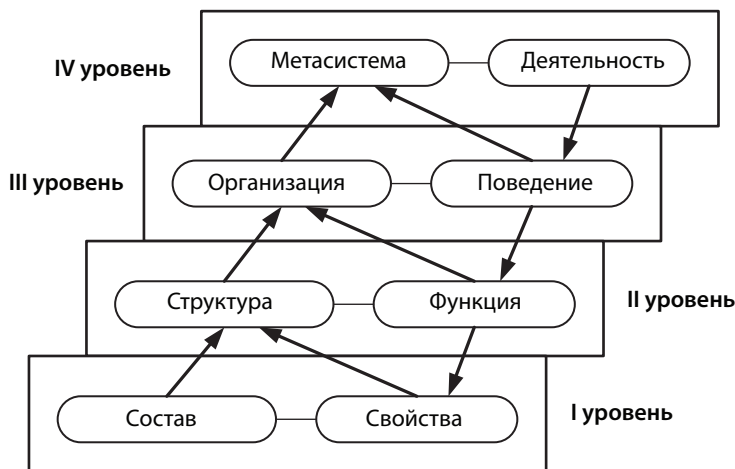 IV уровень
Метасистема
Деятельность
III уровень
Организация
Поведение
Структура
Функция
II уровень
Состав
Свойства
I уровень